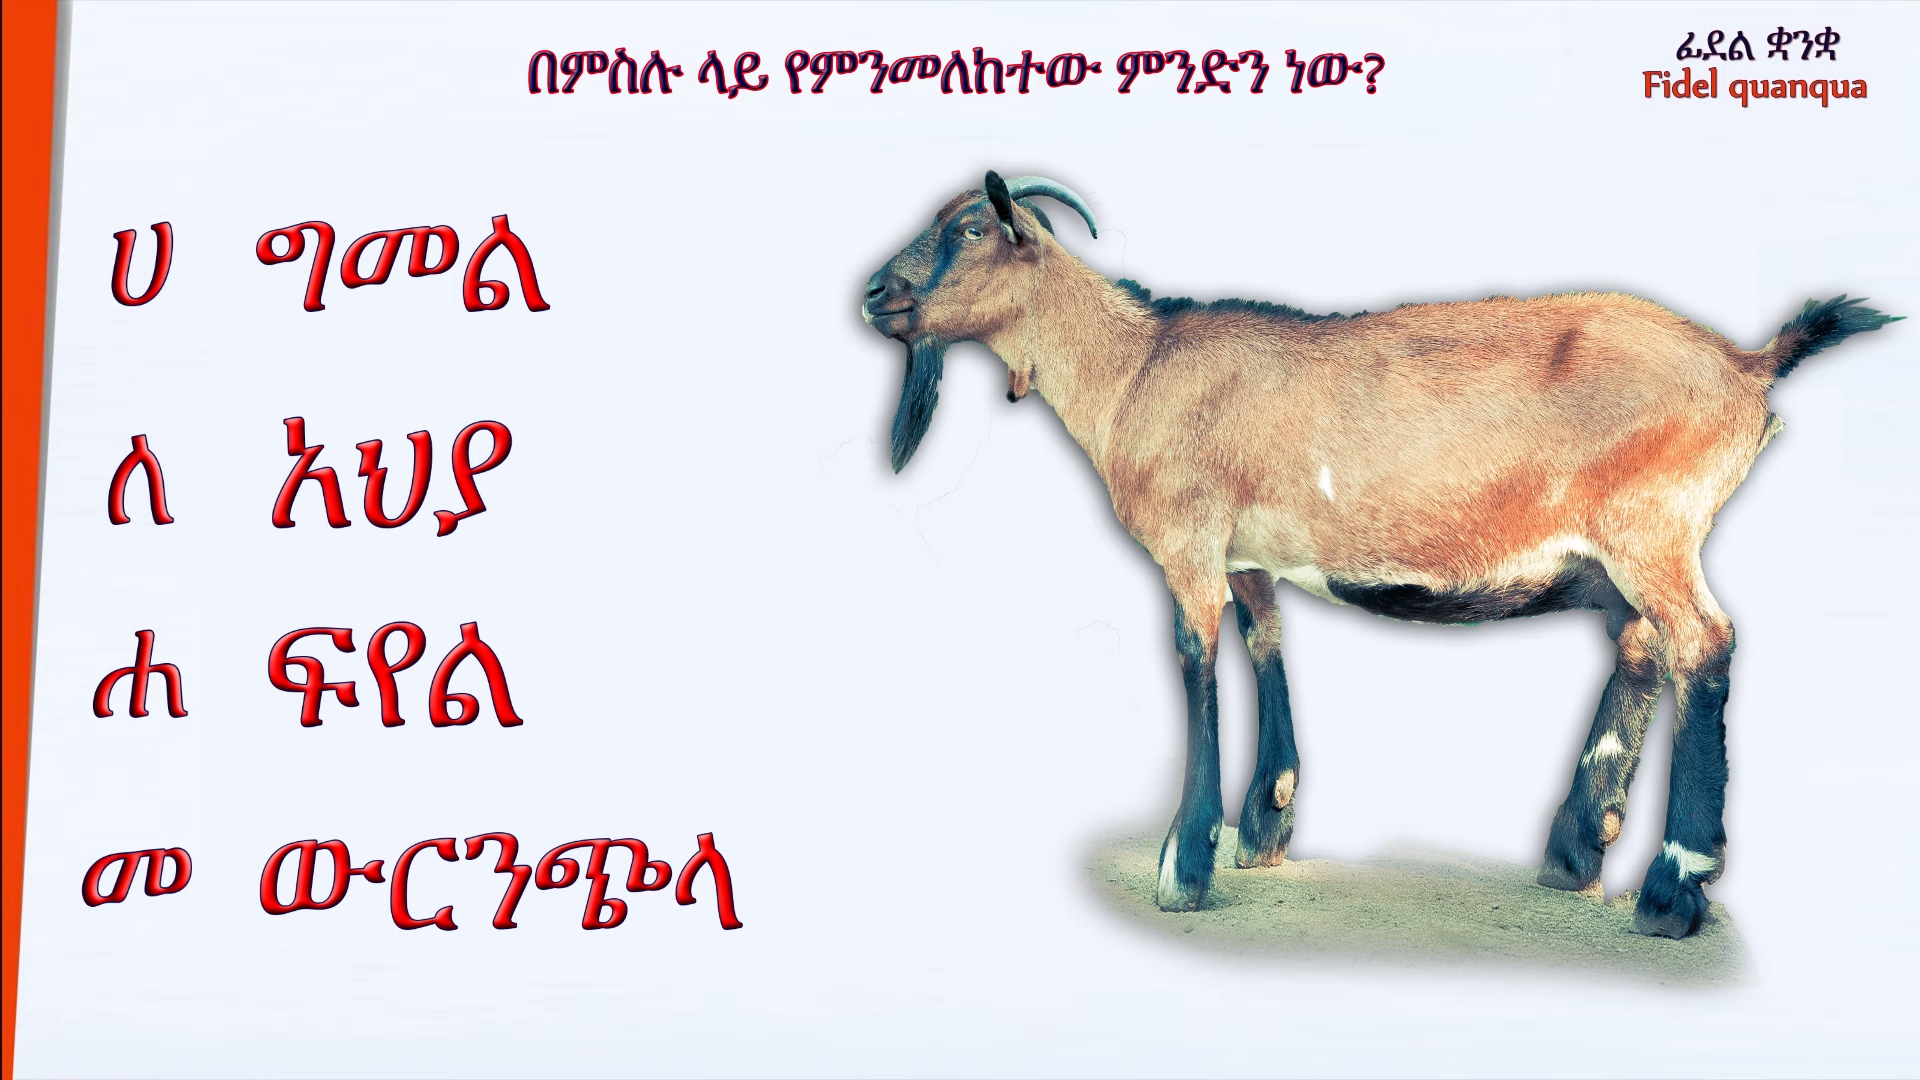 በምስሉ ላይ የምንመለከተው ምንድን ነው?
ፊደል ቋንቋ
Fidel quanqua
ሀ ግመል
ለ አህያ
ሐ ፍየል
መ ውርንጭላ